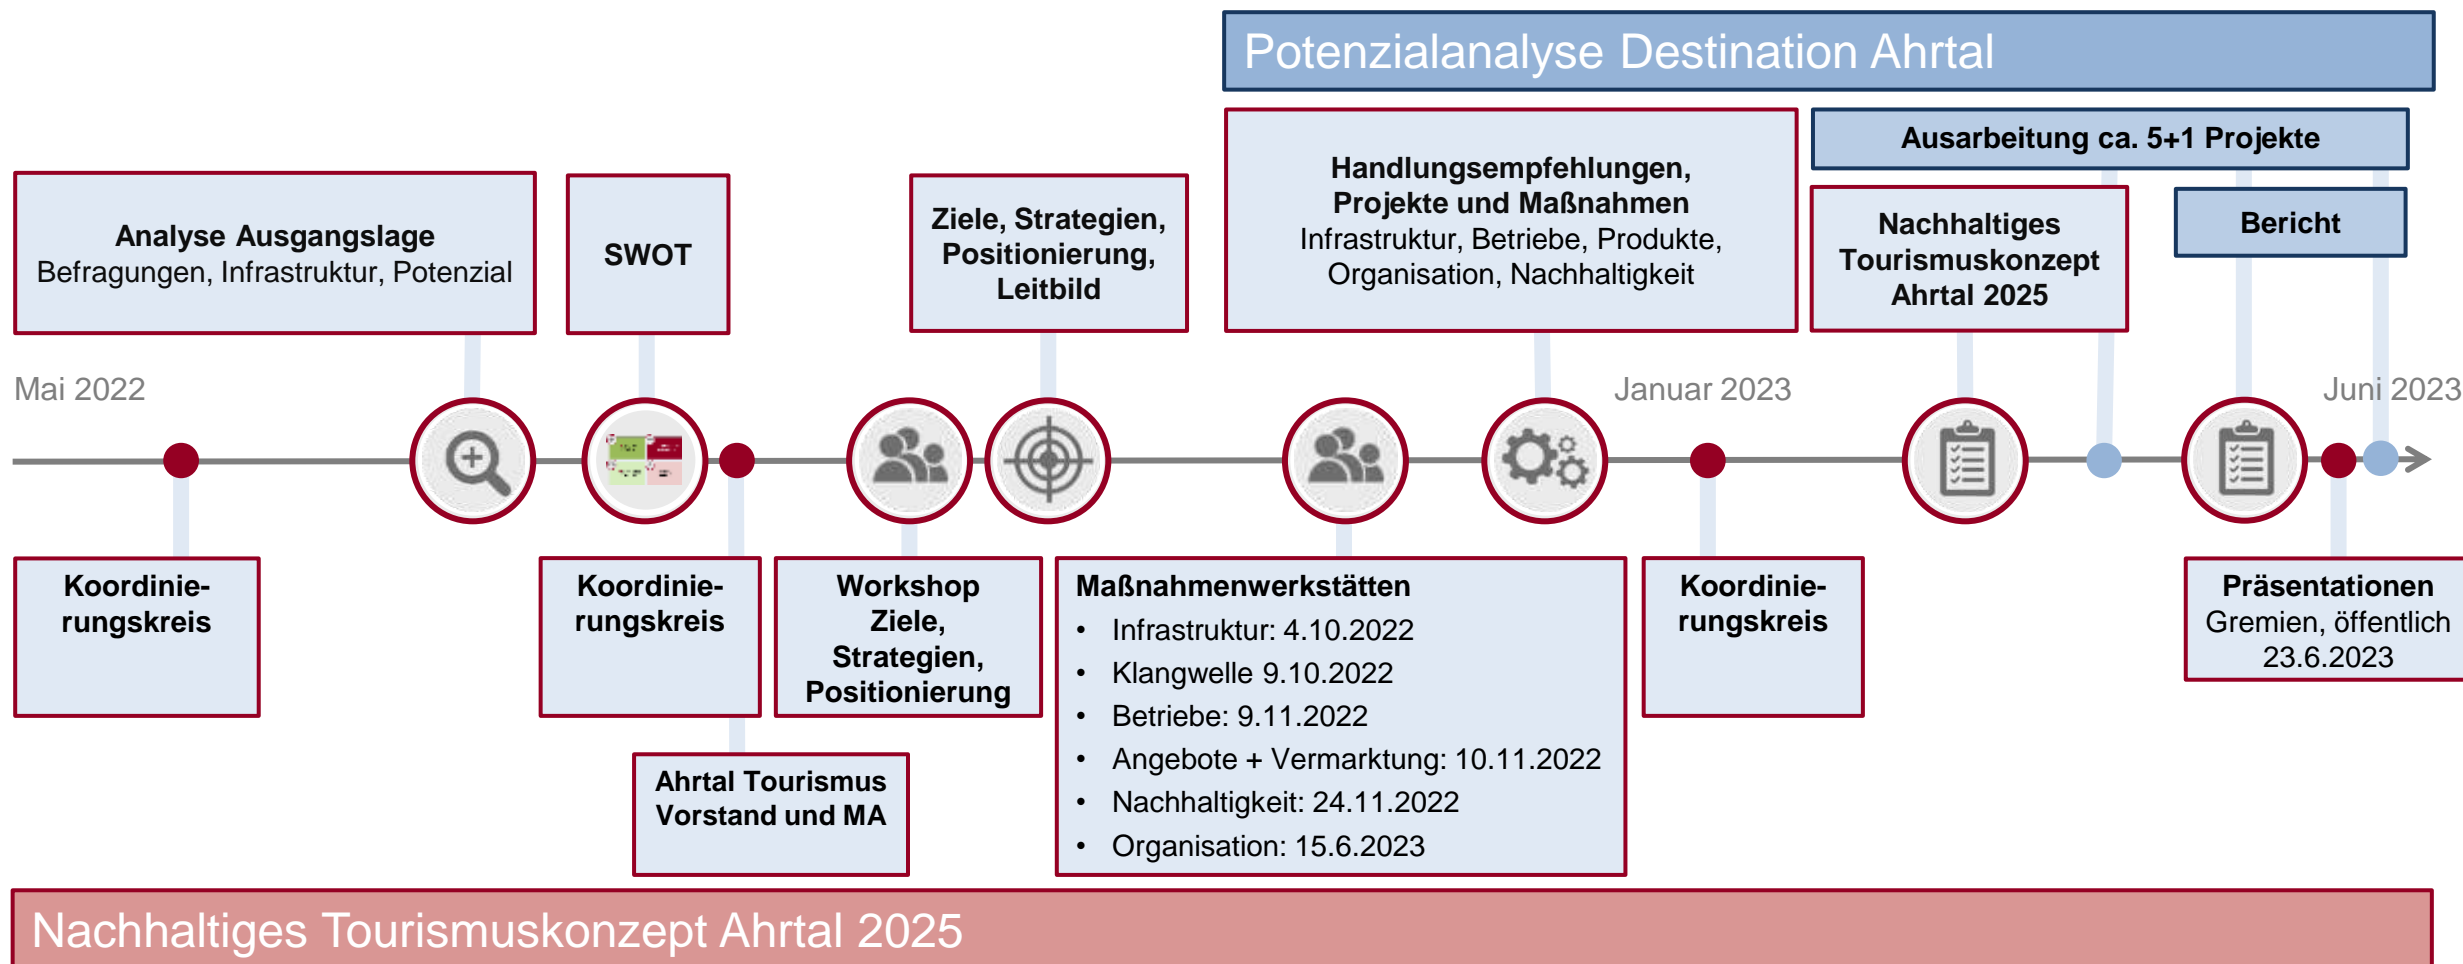 Potenzialanalyse Destination Ahrtal
Ausarbeitung ca. 5+1 Projekte
Analyse Ausgangslage
Befragungen, Infrastruktur, Potenzial
SWOT
Ziele, Strategien,
Positionierung,
Leitbild
Handlungsempfehlungen,
Projekte und Maßnahmen
Infrastruktur, Betriebe, Produkte,
Organisation, Nachhaltigkeit
Nachhaltiges
Tourismuskonzept
Ahrtal 2025
Bericht
Mai 2022
Januar 2023
Juni 2023
Koordinie-
rungskreis
Koordinie-
rungskreis
Ahrtal Tourismus
Vorstand und MA
Workshop
Ziele,
Strategien,
Positionierung
Maßnahmenwerkstätten
• Infrastruktur: 4.10.2022
• Klangwelle 9.10.2022
• Betriebe: 9.11.2022
• Angebote + Vermarktung: 10.11.2022
• Nachhaltigkeit: 24.11.2022
• Organisation: 15.6.2023
Koordinie-
rungskreis
Präsentationen
Gremien, öffentlich
23.6.2023
Nachhaltiges Tourismuskonzept Ahrtal 2025